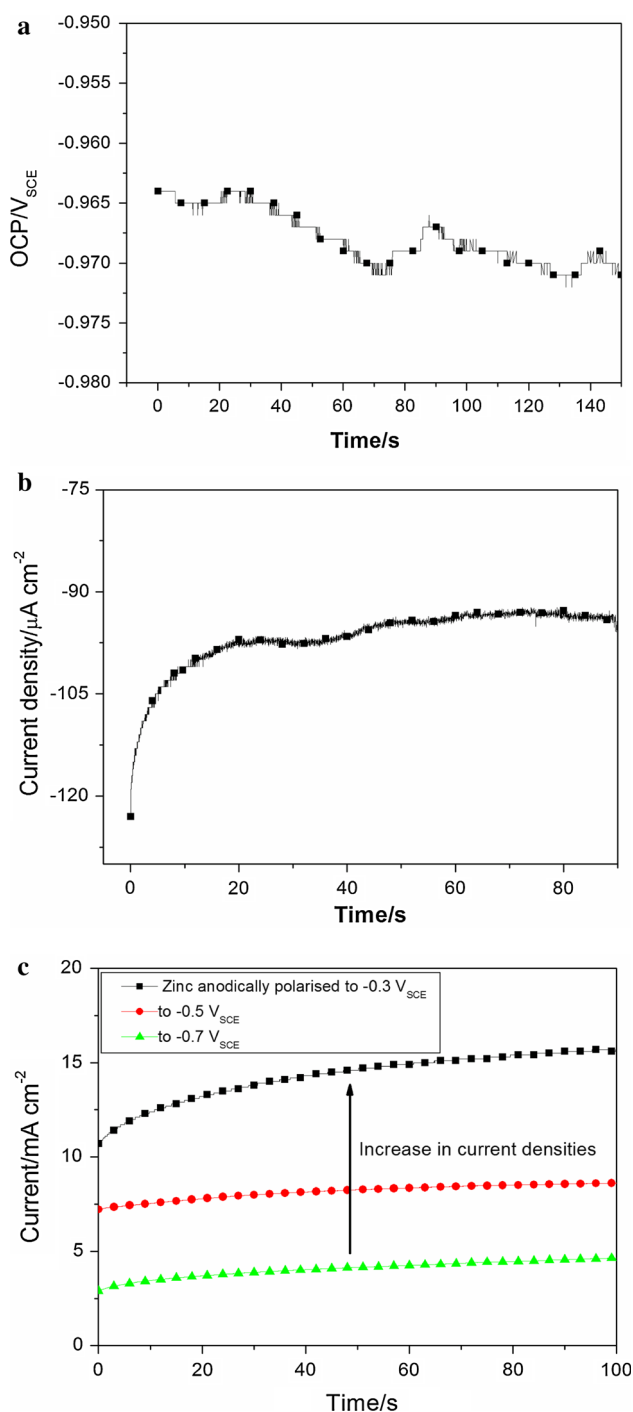 a
-0.950
-0.955
-0.960
-0.965
-0.970
-0.975
-0.980
OCP/V_SCE
0 20 40 60 80 100 120 140
Time/s
b
-75
-90
-105
-120
Current density/μA cm⁻²
0 20 40 60 80
Time/s
c
20
15
10
5
0
Current/mA cm⁻²
Zinc anodically polarised to -0.3 V_SCE
to -0.5 V_SCE
to -0.7 V_SCE
Increase in current densities
0 20 40 60 80 100
Time/s